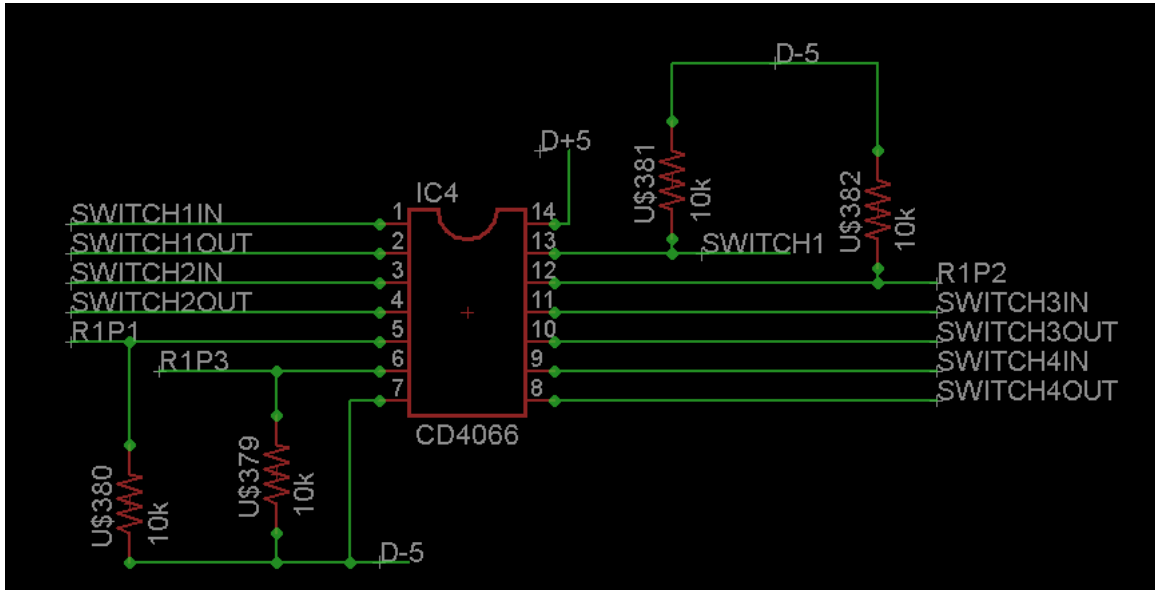 D-5
D+5
U$381
10k
U$382
10k
IC4
SWITCH1IN
1
14
SWITCH1OUT
2
13
SWITCH1
SWITCH2IN
3
12
R1P2
SWITCH2OUT
4
11
SWITCH3IN
R1P1
5
10
SWITCH3OUT
R1P3
6
9
SWITCH4IN
7
8
SWITCH4OUT
CD4066
U$380
10k
U$379
10k
D-5